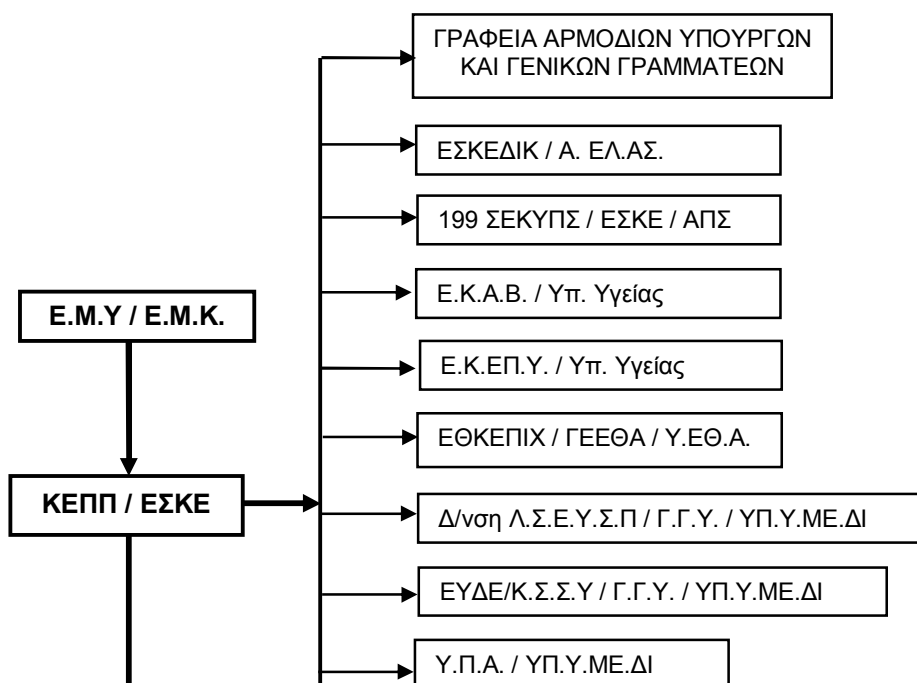 ΓΡΑΦΕΙΑ ΑΡΜΟΔΙΩΝ ΥΠΟΥΡΓΩΝ
ΚΑΙ ΓΕΝΙΚΩΝ ΓΡΑΜΜΑΤΕΩΝ
ΕΣΚΕΔΙΚ / Α. ΕΛ.ΑΣ.
199 ΣΕΚΥΠΣ / ΕΣΚΕ / ΑΠΣ
Ε.Κ.Α.Β. / Υπ. Υγείας
Ε.Μ.Υ / Ε.Μ.Κ.
Ε.Κ.ΕΠ.Υ. / Υπ. Υγείας
ΕΘΚΕΠΙΧ / ΓΕΕΘΑ / Υ.ΕΘ.Α.
ΚΕΠΠ / ΕΣΚΕ
Δ/νση Λ.Σ.Ε.Υ.Σ.Π / Γ.Γ.Υ. / ΥΠ.Υ.ΜΕ.ΔΙ
ΕΥΔΕ/Κ.Σ.Σ.Υ / Γ.Γ.Υ. / ΥΠ.Υ.ΜΕ.ΔΙ
Υ.Π.Α. / ΥΠ.Υ.ΜΕ.ΔΙ